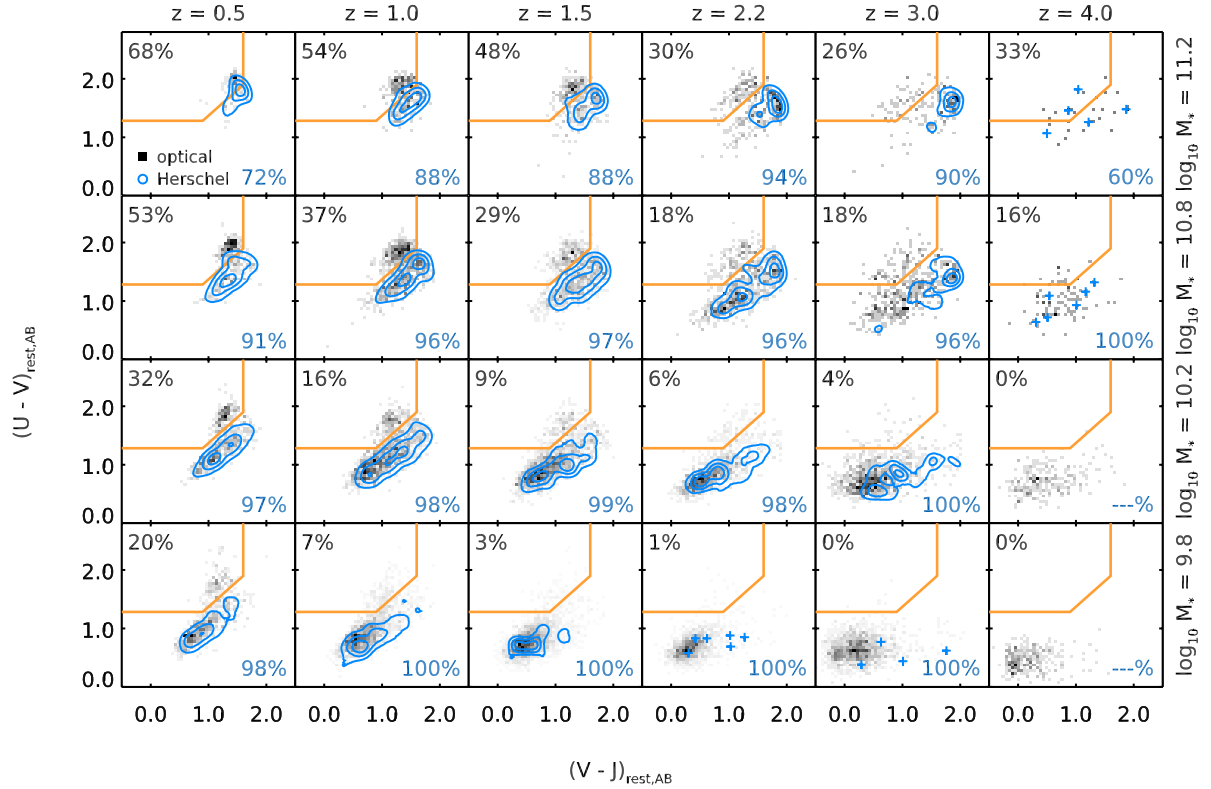 z = 0.5 z = 1.0 z = 1.5 z = 2.2 z = 3.0 z = 4.0
68% 54% 48% 30% 26% 33%
2.0
1.0
optical
Herschel
0.0
72% 88% 88% 94% 90% 60%
log10 M* = 11.2
53% 37% 29% 18% 18% 16%
2.0
1.0
0.0
91% 96% 97% 96% 96% 100%
log10 M* = 10.8
(U - V)rest,AB
32% 16% 9% 6% 4% 0%
2.0
1.0
0.0
97% 98% 99% 98% 100% ---%
log10 M* = 10.2
20% 7% 3% 1% 0% 0%
2.0
1.0
0.0
98% 100% 100% 100% 100% ---%
log10 M* = 9.8
0.0 1.0 2.0 0.0 1.0 2.0 0.0 1.0 2.0 0.0 1.0 2.0 0.0 1.0 2.0 0.0 1.0 2.0
(V - J)rest,AB